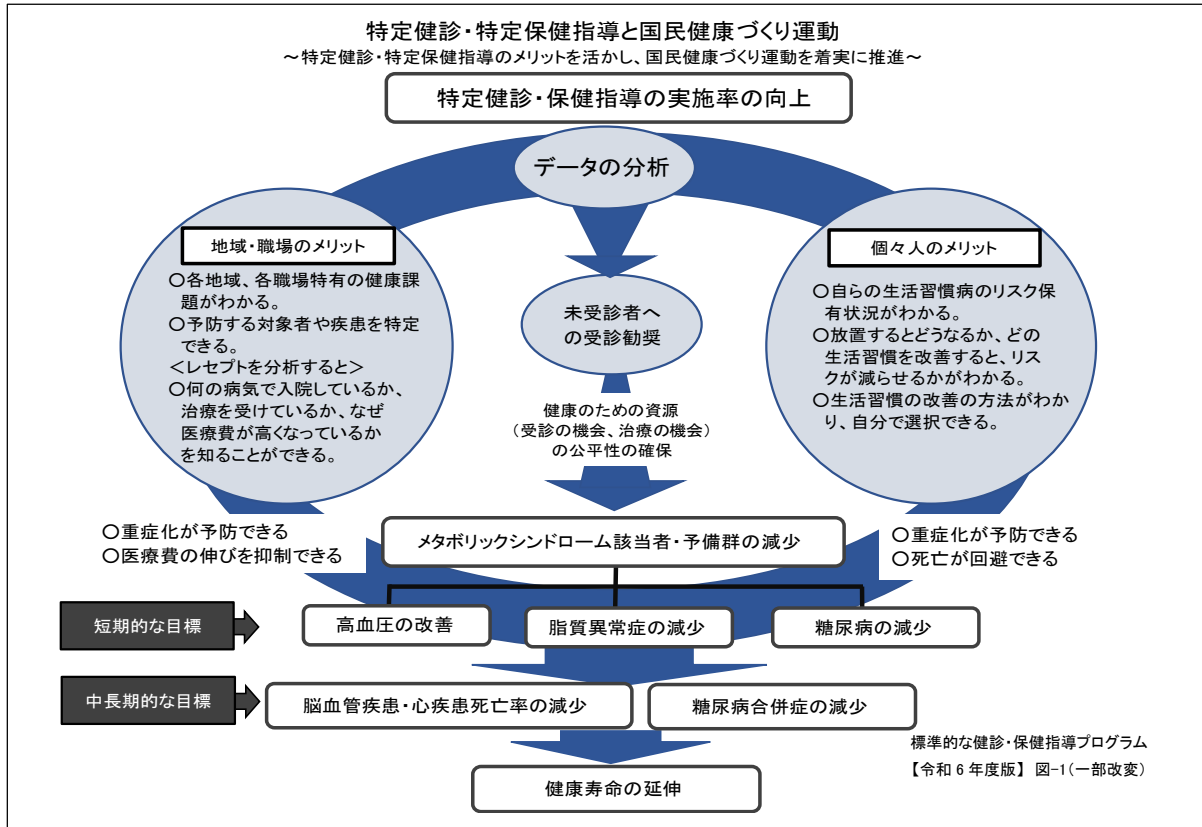 特定健診・特定保健指導と国民健康づくり運動
～特定健診・特定保健指導のメリットを活かし、国民健康づくり運動を着実に推進～
特定健診・保健指導の実施率の向上
データの分析
地域・職場のメリット
○各地域、各職場特有の健康課
題がわかる。
○予防する対象者や疾患を特定
できる。
＜レセプトを分析すると＞
○何の病気で入院しているか、
治療を受けているか、なぜ
医療費が高くなっているか
を知ることができる。
未受診者へ
の受診勧奨
健康のための資源
（受診の機会、治療の機会）
の公平性の確保
個々人のメリット
○自らの生活習慣病のリスク保
有状況がわかる。
○放置するとどうなるか、どの
生活習慣を改善すると、リス
クが減らせるかがわかる。
○生活習慣の改善の方法がわか
り、自分で選択できる。
○重症化が予防できる
○医療費の伸びを抑制できる
メタボリックシンドローム該当者・予備群の減少
○重症化が予防できる
○死亡が回避できる
短期的な目標
高血圧の改善
脂質異常症の減少
糖尿病の減少
中長期的な目標
脳血管疾患・心疾患死亡率の減少
糖尿病合併症の減少
健康寿命の延伸
標準的な健診・保健指導プログラム
【令和６年度版】 図-1（一部改変）